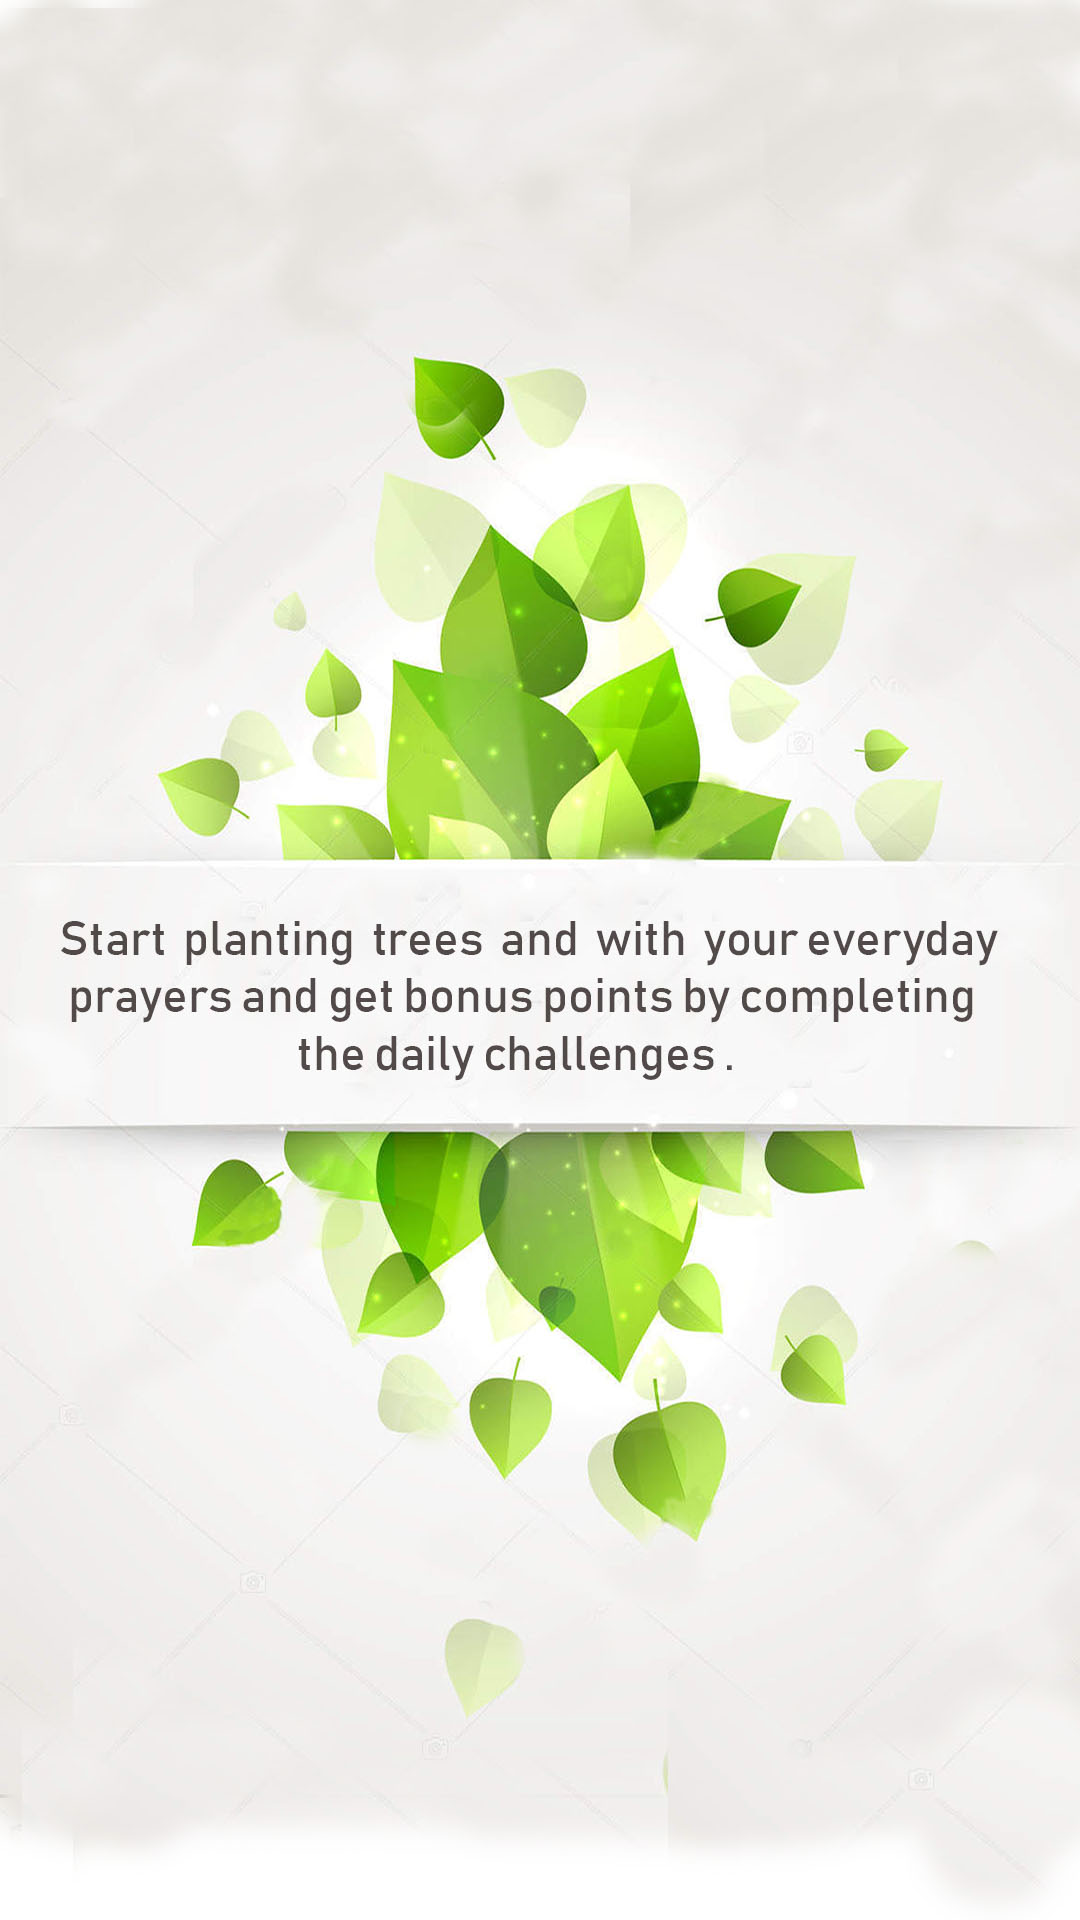 Start planting trees and with your everyday
prayers and get bonus points by completing
the daily challenges .